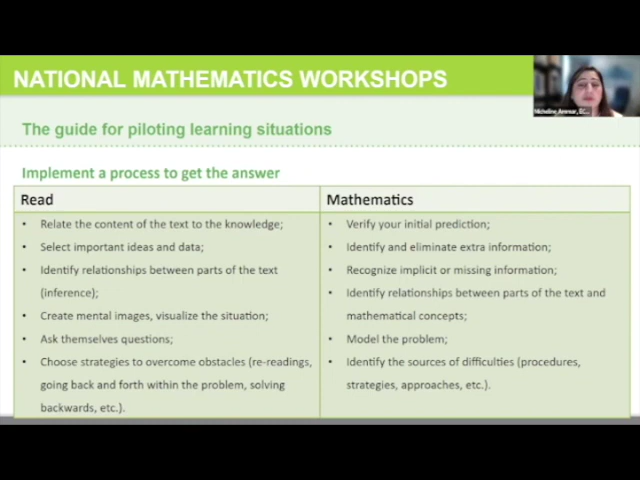 NATIONAL MATHEMATICS WORKSHOPS
The guide for piloting learning situations
Implement a process to get the answer
Read
• Relate the content of the text to the knowledge;
• Select important ideas and data;
• Identify relationships between parts of the text
(inference);
• Create mental images, visualize the situation;
• Ask themselves questions;
• Choose strategies to overcome obstacles (re-readings,
going back and forth within the problem, solving
backwards, etc.).
Mathematics
• Verify your initial prediction;
• Identify and eliminate extra information;
• Recognize implicit or missing information;
• Identify relationships between parts of the text and
mathematical concepts;
• Model the problem;
• Identify the sources of difficulties (procedures,
strategies, approaches, etc.).
Micheline